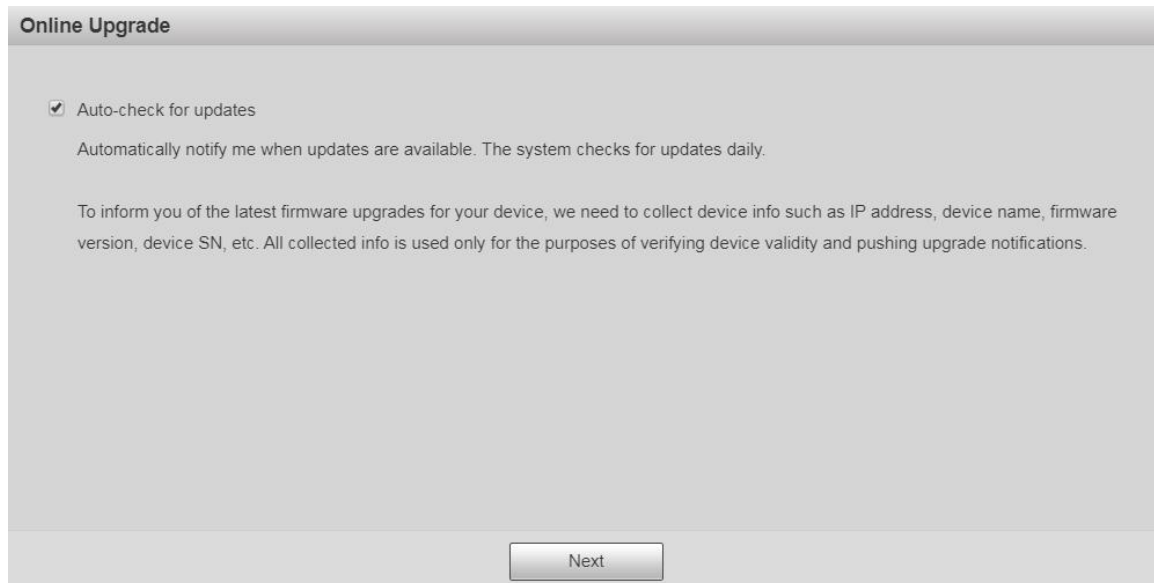 Online Upgrade
Auto-check for updates
Automatically notify me when updates are available. The system checks for updates daily.
To inform you of the latest firmware upgrades for your device, we need to collect device info such as IP address, device name, firmware
version, device SN, etc. All collected info is used only for the purposes of verifying device validity and pushing upgrade notifications.
Next